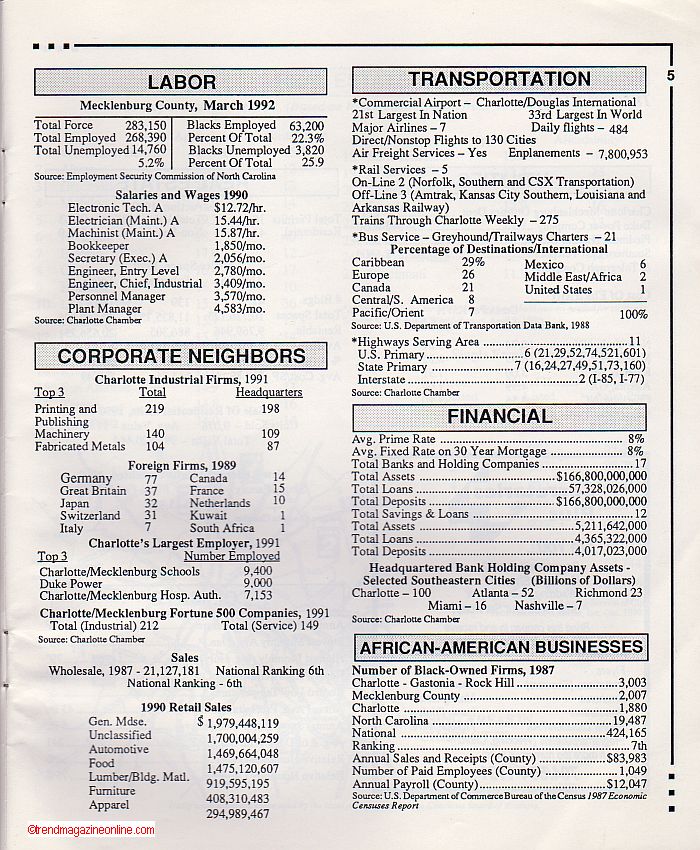 5
LABOR
Mecklenburg County, March 1992
Total Force 283,150 Blacks Employed 63,200
Total Employed 268,390 Percent Of Total 22.3%
Total Unemployed 14,760 Blacks Unemployed 3,820
5.2% Percent Of Total 25.9
Source: Employment Security Commission of North Carolina
Salaries and Wages 1990
Electronic Tech. A $12.72/hr.
Electrician (Maint.) A 15.44/hr.
Machinist (Maint.) A 15.87/hr.
Bookkeeper 1,850/mo.
Secretary (Exec.) A 2,056/mo.
Engineer, Entry Level 2,780/mo.
Engineer, Chief, Industrial 3,409/mo.
Personnel Manager 3,570/mo.
Plant Manager 4,583/mo.
Source: Charlotte Chamber
CORPORATE NEIGHBORS
Charlotte Industrial Firms, 1991
Top 3 Total Headquarters
Printing and 219 198
Publishing
Machinery 140 109
Fabricated Metals 104 87
Foreign Firms, 1989
Germany 77 Canada 14
Great Britain 37 France 15
Japan 32 Netherlands 10
Switzerland 31 Kuwait 1
Italy 7 South Africa 1
Charlotte's Largest Employer, 1991
Top 3 Number Employed
Charlotte/Mecklenburg Schools 9,400
Duke Power 9,000
Charlotte/Mecklenburg Hosp. Auth. 7,153
Charlotte/Mecklenburg Fortune 500 Companies, 1991
Total (Industrial) 212 Total (Service) 149
Source: Charlotte Chamber
Sales
Wholesale, 1987 - 21,127,181 National Ranking 6th
National Ranking - 6th
1990 Retail Sales
Gen. Mdse. $ 1,979,448,119
Unclassified 1,700,004,259
Automotive 1,469,664,048
Food 1,475,120,607
Lumber/Bldg. Matl. 919,595,195
Furniture 408,310,483
Apparel 294,989,467
TRANSPORTATION
*Commercial Airport – Charlotte/Douglas International
21st Largest In Nation 33rd Largest In World
Major Airlines – 7 Daily flights – 484
Direct/Nonstop Flights to 130 Cities
Air Freight Services – Yes Enplanements – 7,800,953
*Rail Services – 5
On-Line 2 (Norfolk, Southern and CSX Transportation)
Off-Line 3 (Amtrak, Kansas City Southern, Louisiana and
Arkansas Railway)
Trains Through Charlotte Weekly – 275
*Bus Service – Greyhound/Trailways Charters – 21
Percentage of Destinations/International
Caribbean 29% Mexico 6
Europe 26 Middle East/Africa 2
Canada 21 United States 1
Central/S. America 8
Pacific/Orient 7 100%
Source: U.S. Department of Transportation Data Bank, 1988
*Highways Serving Area ..... 11
U.S. Primary ..... 6 (21,29,52,74,521,601)
State Primary ..... 7 (16,24,27,49,51,73,160)
Interstate ..... 2 (I-85, I-77)
Source: Charlotte Chamber
FINANCIAL
Avg. Prime Rate ..... 8%
Avg. Fixed Rate on 30 Year Mortgage ..... 8%
Total Banks and Holding Companies ..... 17
Total Assets ..... $166,800,000,000
Total Loans ..... 57,328,026,000
Total Deposits ..... $166,800,000,000
Total Savings & Loans ..... 12
Total Assets ..... 5,211,642,000
Total Loans ..... 4,365,322,000
Total Deposits ..... 4,017,023,000
Headquartered Bank Holding Company Assets -
Selected Southeastern Cities (Billions of Dollars)
Charlotte – 100 Atlanta – 52 Richmond 23
Miami – 16 Nashville – 7
Source: Charlotte Chamber
AFRICAN-AMERICAN BUSINESSES
Number of Black-Owned Firms, 1987
Charlotte - Gastonia - Rock Hill ..... 3,003
Mecklenburg County ..... 2,007
Charlotte ..... 1,880
North Carolina ..... 19,487
National ..... 424,165
Ranking ..... 7th
Annual Sales and Receipts (County) ..... $83,983
Number of Paid Employees (County) ..... 1,049
Annual Payroll (County) ..... $12,047
Source: U.S. Department of Commerce Bureau of the Census 1987 Economic
Censuses Report
©trendmagazineonline.com